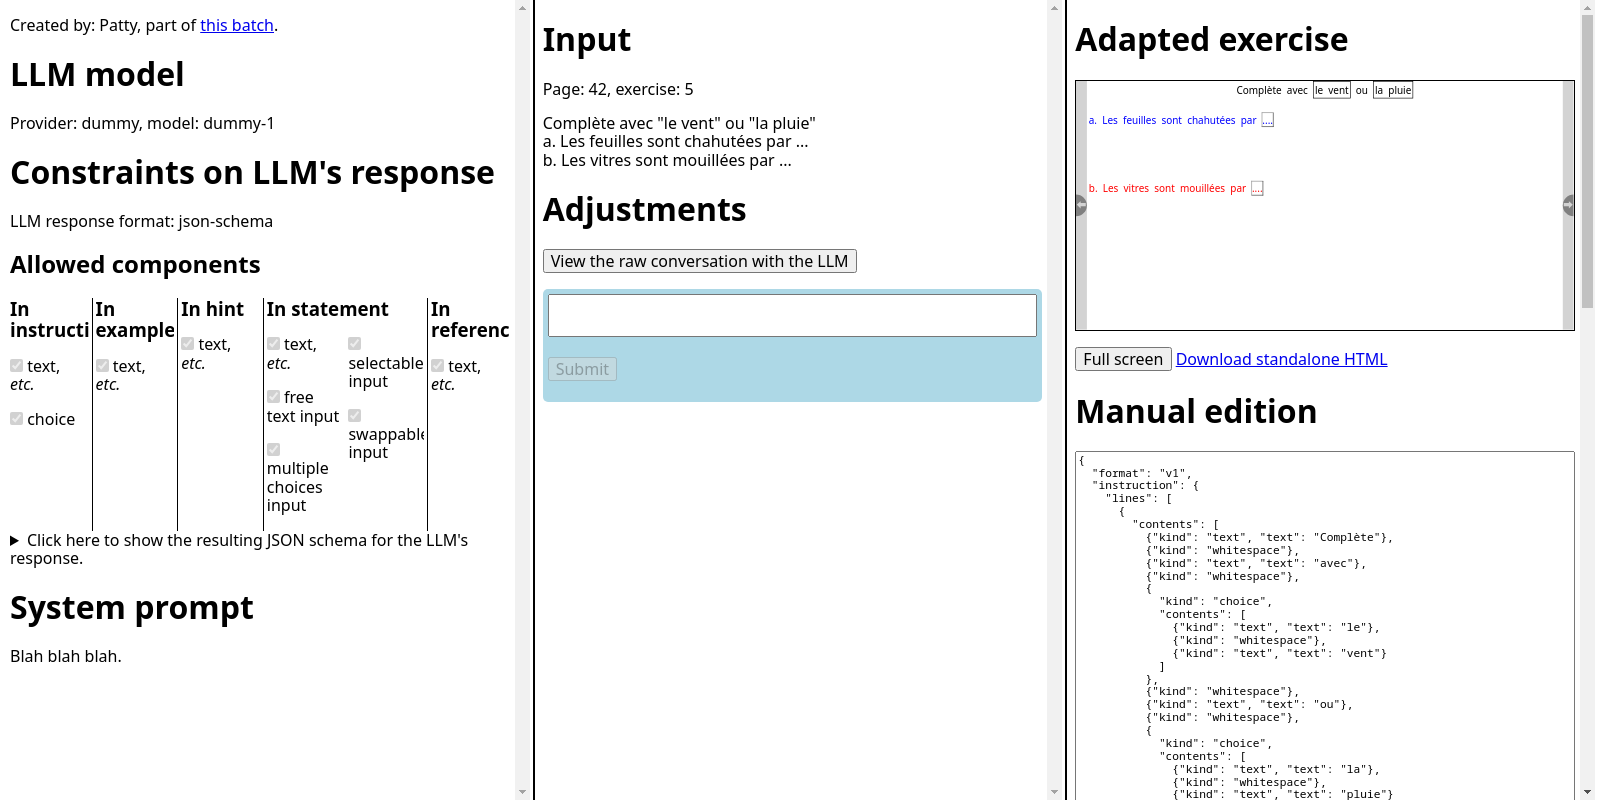 Created by: Patty, part of this batch.
LLM model
Provider: dummy, model: dummy-1
Constraints on LLM's response
LLM response format: json-schema
Allowed components
In
instructi
text,
etc.
choice
In
example
text,
etc.
In hint
text,
etc.
In statement
text,
etc.
free
text input
multiple
choices
input
selectable
input
swappable
input
In
referenc
text,
etc.
Click here to show the resulting JSON schema for the LLM's
response.
System prompt
Blah blah blah.
Input
Page: 42, exercise: 5
Complète avec "le vent" ou "la pluie"
a. Les feuilles sont chahutées par ...
b. Les vitres sont mouillées par ...
Adjustments
View the raw conversation with the LLM
Submit
Adapted exercise
Complète avec le vent ou la pluie
a. Les feuilles sont chahutées par ....
b. Les vitres sont mouillées par ....
Full screen Download standalone HTML
Manual edition
{
"format": "v1",
"instruction": {
"lines": [
{
"contents": [
{"kind": "text", "text": "Complète"},
{"kind": "whitespace"},
{"kind": "text", "text": "avec"},
{"kind": "whitespace"},
{
"kind": "choice",
"contents": [
{"kind": "text", "text": "le"},
{"kind": "whitespace"},
{"kind": "text", "text": "vent"}
]
},
{"kind": "whitespace"},
{"kind": "text", "text": "ou"},
{"kind": "whitespace"},
{
"kind": "choice",
"contents": [
{"kind": "text", "text": "la"},
{"kind": "whitespace"},
{"kind": "text", "text": "pluie"}